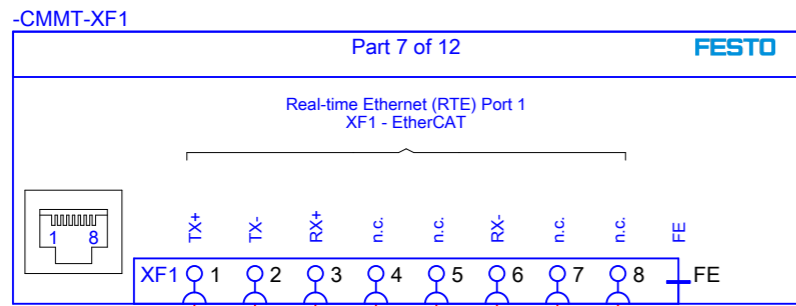 -CMMT-XF1
Part 7 of 12
FESTO
Real-time Ethernet (RTE) Port 1
XF1 - EtherCAT
1 8
TX+ TX- RX+ n.c. n.c. RX- n.c. n.c. FE
XF1 1 2 3 4 5 6 7 8 FE